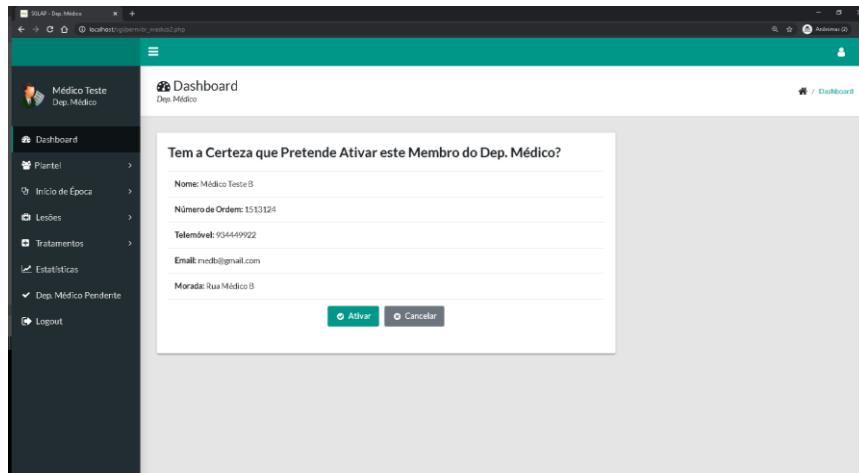 SGLAP - Dep. Médico
Anónimas (2)
Médico Teste
Dep. Médico
Dashboard
Plantel
Início de Época
Lesões
Tratamentos
Estatísticas
Dep. Médico Pendente
Logout
Dashboard
Dep. Médico
/ Dashboard
Tem a Certeza que Pretende Ativar este Membro do Dep. Médico?
Nome: Médico Teste B
Número de Ordem: 1513124
Telemóvel: 934449922
Email: medb@gmail.com
Morada: Rua Médico B
Ativar
Cancelar